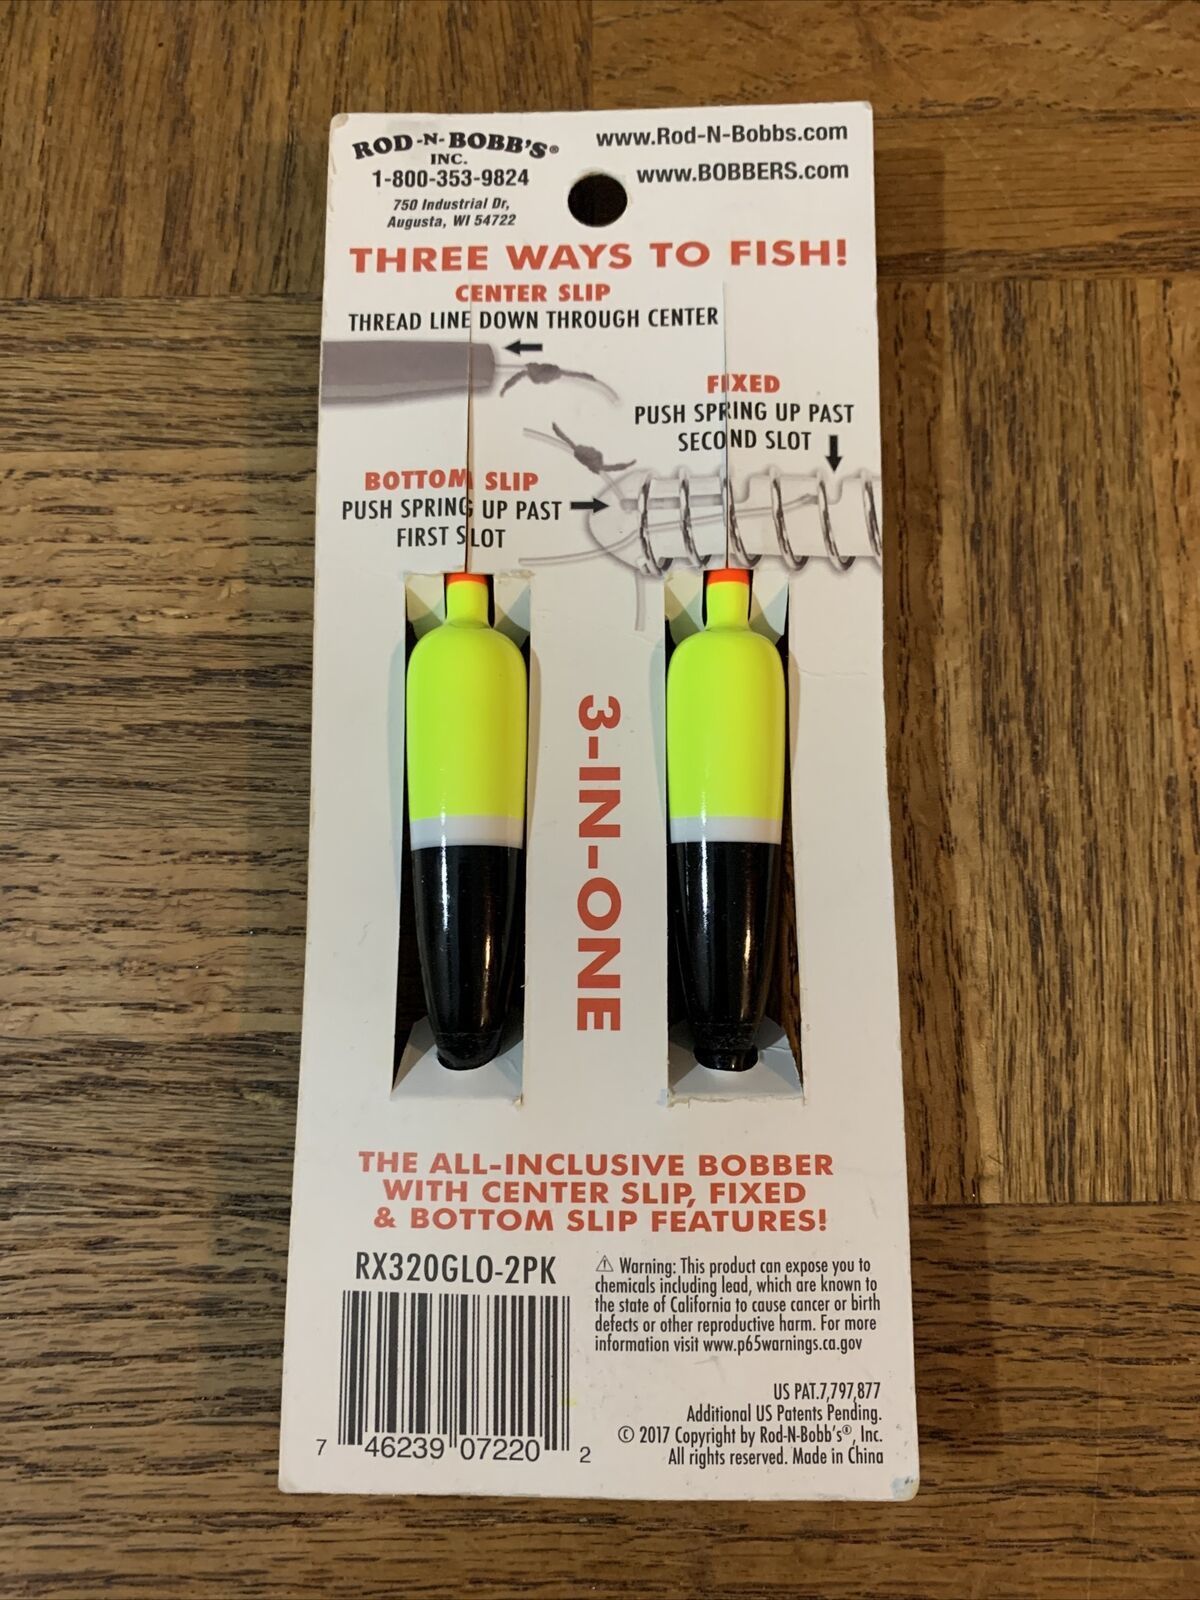 ROD-N-BOBB'S®
INC.
1-800-353-9824
750 Industrial Dr,
Augusta, WI 54722
www.Rod-N-Bobbs.com
www.BOBBERS.com
THREE WAYS TO FISH!
CENTER SLIP
THREAD LINE DOWN THROUGH CENTER
FIXED
PUSH SPRING UP PAST
SECOND SLOT
BOTTOM SLIP
PUSH SPRING UP PAST
FIRST SLOT
3-IN-ONE
THE ALL-INCLUSIVE BOBBER
WITH CENTER SLIP, FIXED
& BOTTOM SLIP FEATURES!
RX320GLO-2PK
7 46239 07220 2
⚠ Warning: This product can expose you to
chemicals including lead, which are known to
the state of California to cause cancer or birth
defects or other reproductive harm. For more
information visit www.p65warnings.ca.gov
US PAT.7,797,877
Additional US Patents Pending.
© 2017 Copyright by Rod-N-Bobb's®, Inc.
All rights reserved. Made in China